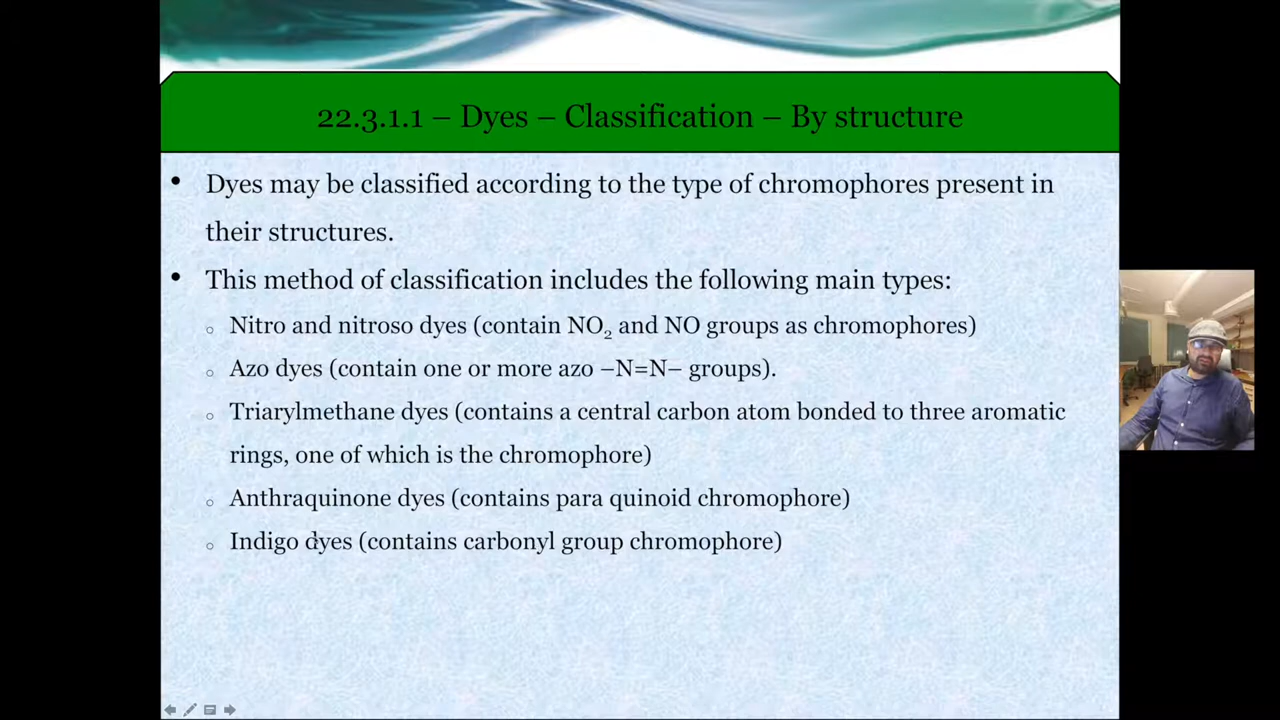 22.3.1.1 – Dyes – Classification – By structure
• Dyes may be classified according to the type of chromophores present in
their structures.
• This method of classification includes the following main types:
○ Nitro and nitroso dyes (contain NO₂ and NO groups as chromophores)
○ Azo dyes (contain one or more azo –N=N– groups).
○ Triarylmethane dyes (contains a central carbon atom bonded to three aromatic
rings, one of which is the chromophore)
○ Anthraquinone dyes (contains para quinoid chromophore)
○ Indigo dyes (contains carbonyl group chromophore)